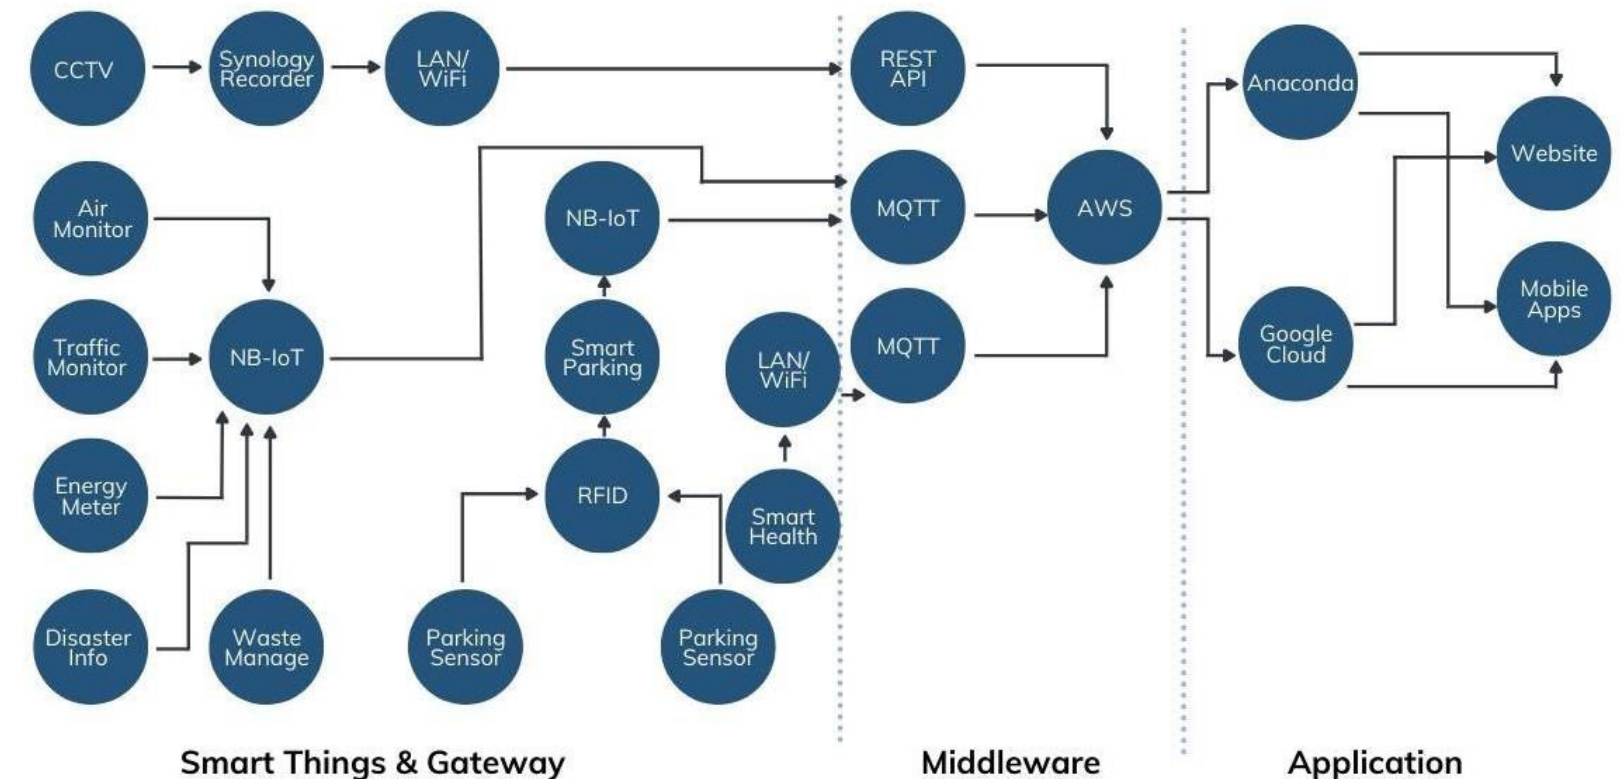 CCTV
Synology
Recorder
LAN/
WiFi
REST
API
Anaconda
Website
Air
Monitor
NB-IoT
MQTT
AWS
Traffic
Monitor
NB-IoT
Smart
Parking
LAN/
WiFi
MQTT
Google
Cloud
Mobile
Apps
Energy
Meter
RFID
Smart
Health
Disaster
Info
Waste
Manage
Parking
Sensor
Parking
Sensor
Smart Things & Gateway
Middleware
Application